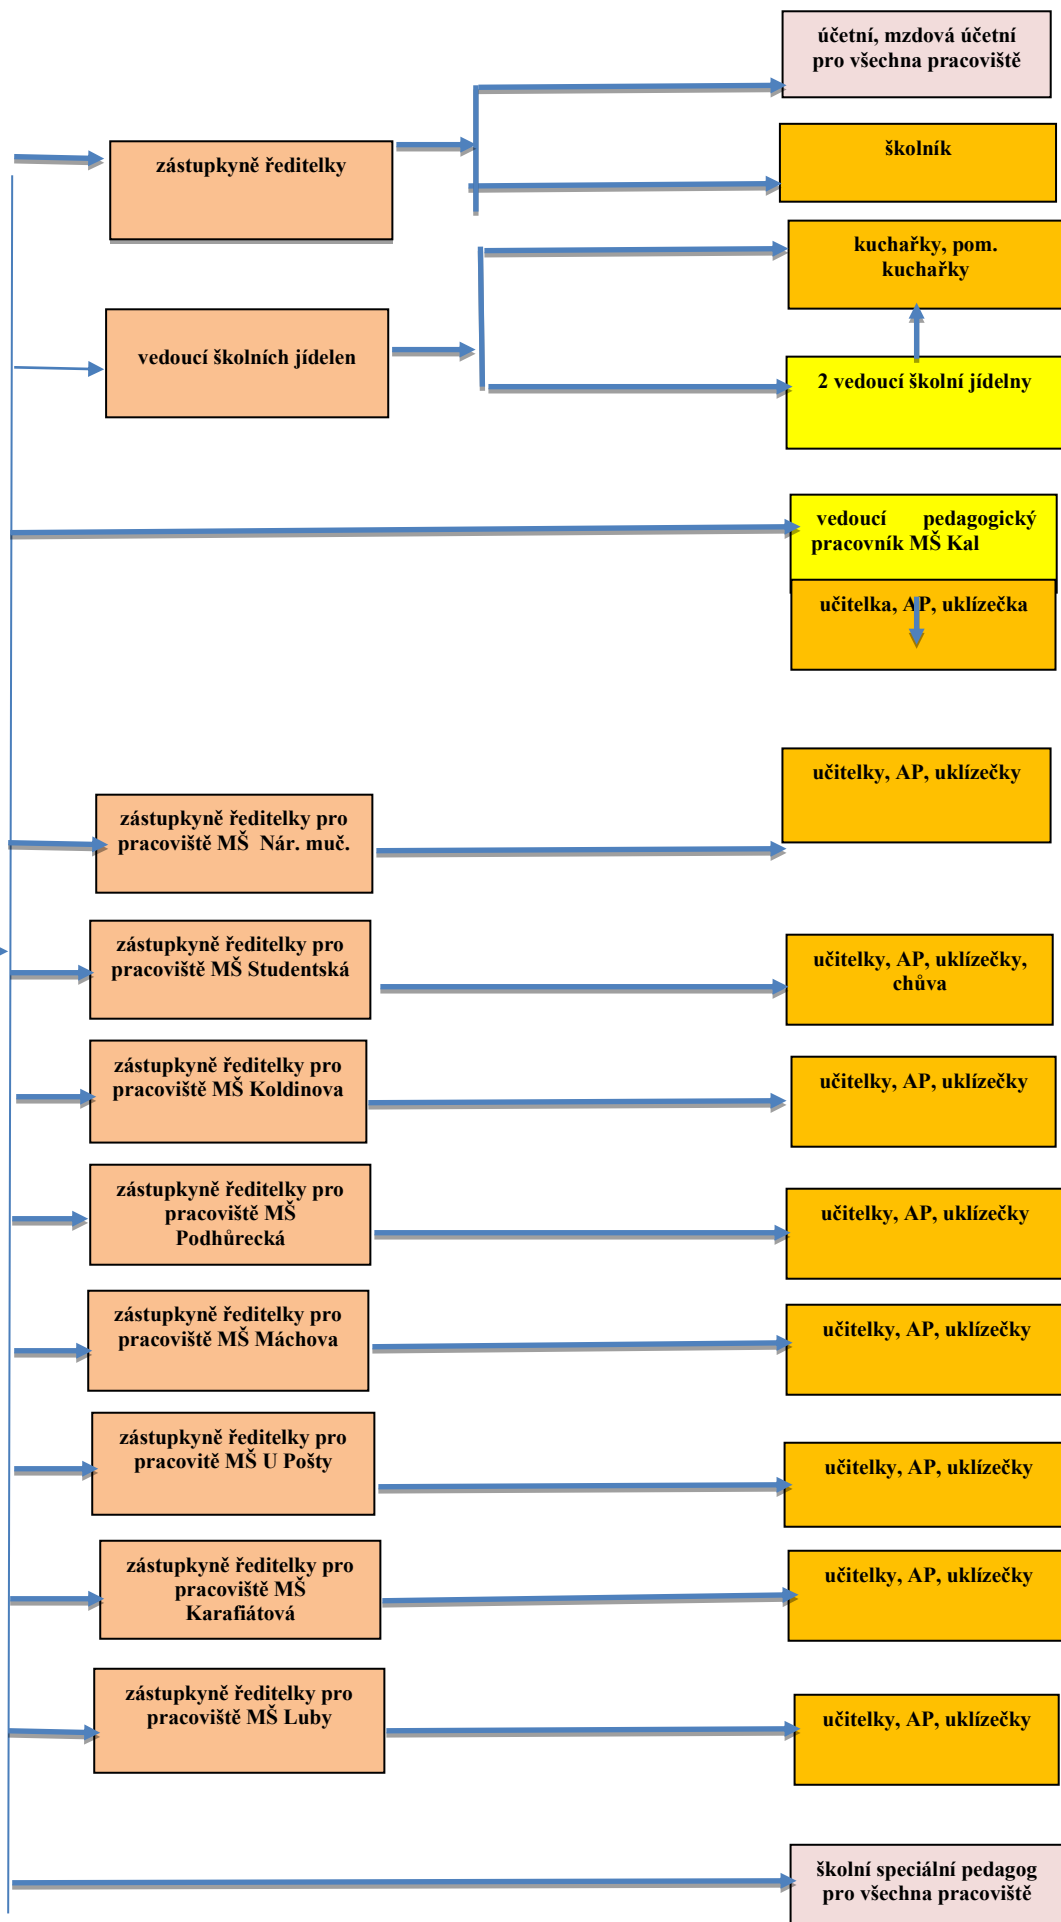 účetní, mzdová účetní
pro všechna pracoviště
zástupkyně ředitelky
školník
kuchařky, pom.
kuchařky
vedoucí školních jídelen
2 vedoucí školní jídelny
vedoucí pedagogický
pracovník MŠ Kal
učitelka, AP, uklízečka
učitelky, AP, uklízečky
zástupkyně ředitelky pro
pracoviště MŠ Nár. muč.
zástupkyně ředitelky pro
pracoviště MŠ Studentská
učitelky, AP, uklízečky,
chůva
zástupkyně ředitelky pro
pracoviště MŠ Koldinova
učitelky, AP, uklízečky
zástupkyně ředitelky pro
pracoviště MŠ
Podhůrecká
učitelky, AP, uklízečky
zástupkyně ředitelky pro
pracoviště MŠ Máchova
učitelky, AP, uklízečky
zástupkyně ředitelky pro
pracovitě MŠ U Pošty
učitelky, AP, uklízečky
zástupkyně ředitelky pro
pracoviště MŠ
Karafiátová
učitelky, AP, uklízečky
zástupkyně ředitelky pro
pracoviště MŠ Luby
učitelky, AP, uklízečky
školní speciální pedagog
pro všechna pracoviště